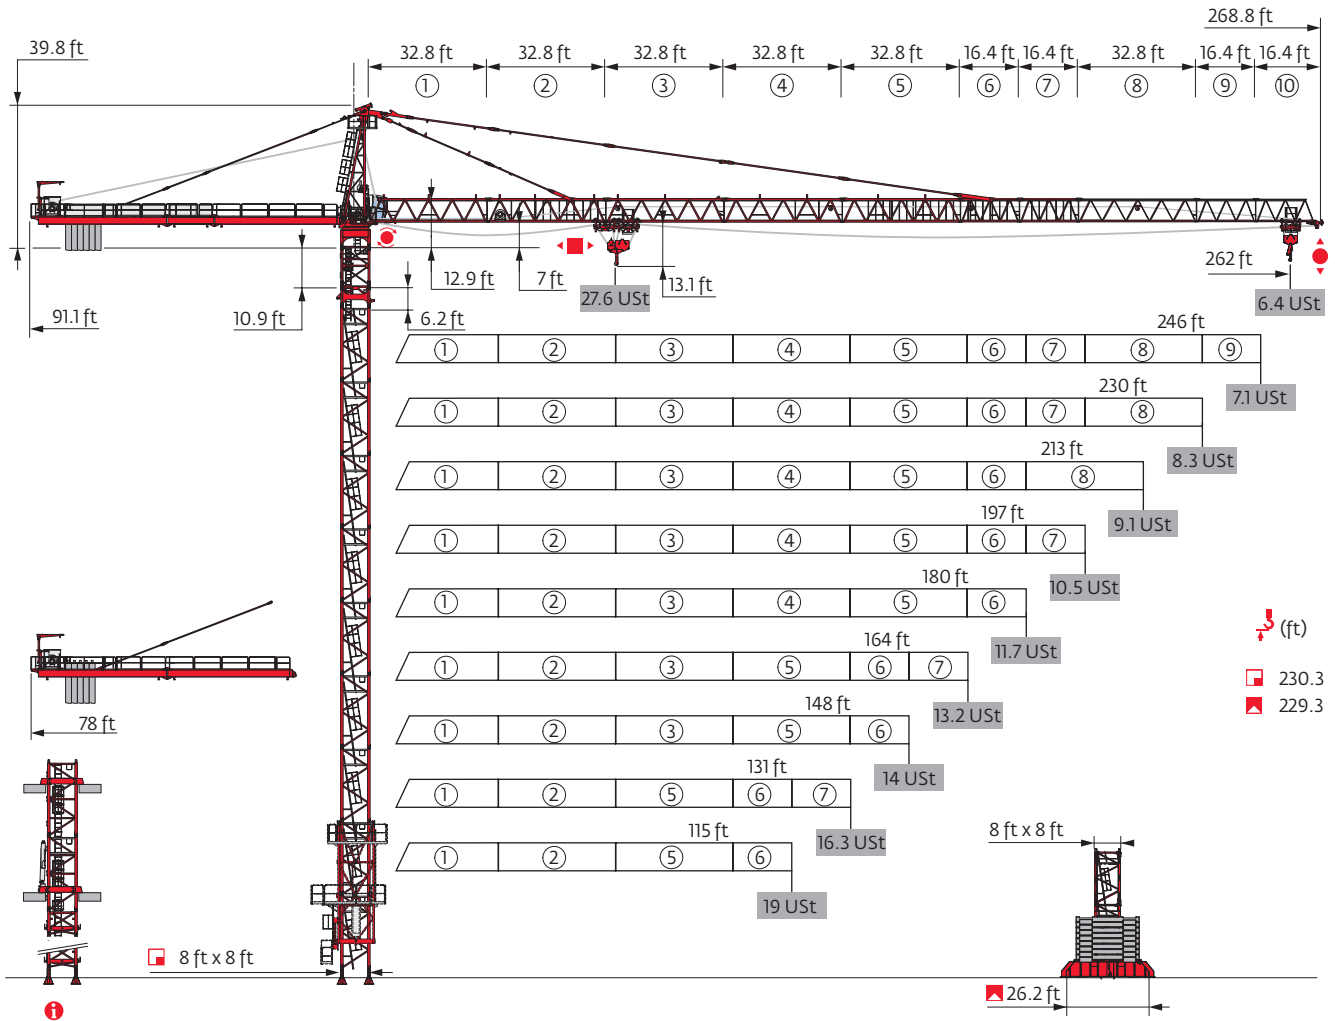 268.8 ft
39.8 ft
32.8 ft 32.8 ft 32.8 ft 32.8 ft 32.8 ft 16.4 ft 16.4 ft 32.8 ft 16.4 ft 16.4 ft
① ② ③ ④ ⑤ ⑥ ⑦ ⑧ ⑨ ⑩
12.9 ft 7 ft 13.1 ft 262 ft
27.6 USt 6.4 USt
91.1 ft 10.9 ft 6.2 ft
246 ft
① ② ③ ④ ⑤ ⑥ ⑦ ⑧ ⑨
7.1 USt
230 ft
① ② ③ ④ ⑤ ⑥ ⑦ ⑧
8.3 USt
213 ft
① ② ③ ④ ⑤ ⑥ ⑧
9.1 USt
197 ft
① ② ③ ④ ⑤ ⑥ ⑦
10.5 USt
180 ft
① ② ③ ④ ⑤ ⑥
11.7 USt
(ft)
230.3
229.3
164 ft
① ② ③ ⑤ ⑥ ⑦
13.2 USt
78 ft
148 ft
① ② ③ ⑤ ⑥
14 USt
131 ft
① ② ⑤ ⑥ ⑦
16.3 USt
115 ft
① ② ⑤ ⑥
19 USt
8 ft x 8 ft
8 ft x 8 ft
26.2 ft
i